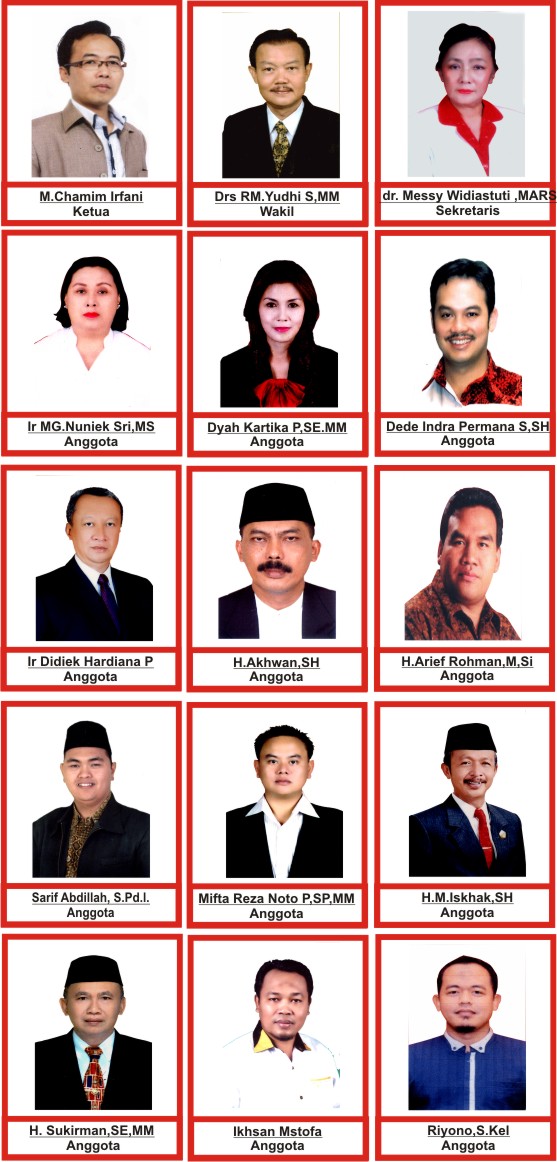 M.Chamim Irfani
Ketua
Drs RM.Yudhi S,MM
Wakil
dr. Messy Widiastuti ,MARS
Sekretaris
Ir MG.Nuniek Sri,MS
Anggota
Dyah Kartika P,SE.MM
Anggota
Dede Indra Permana S,SH
Anggota
Ir Didiek Hardiana P
Anggota
H.Akhwan,SH
Anggota
H.Arief Rohman,M,Si
Anggota
Sarif Abdillah, S.Pd.I.
Anggota
Mifta Reza Noto P,SP,MM
Anggota
H.M.Iskhak,SH
Anggota
H. Sukirman,SE,MM
Anggota
Ikhsan Mstofa
Anggota
Riyono,S.Kel
Anggota